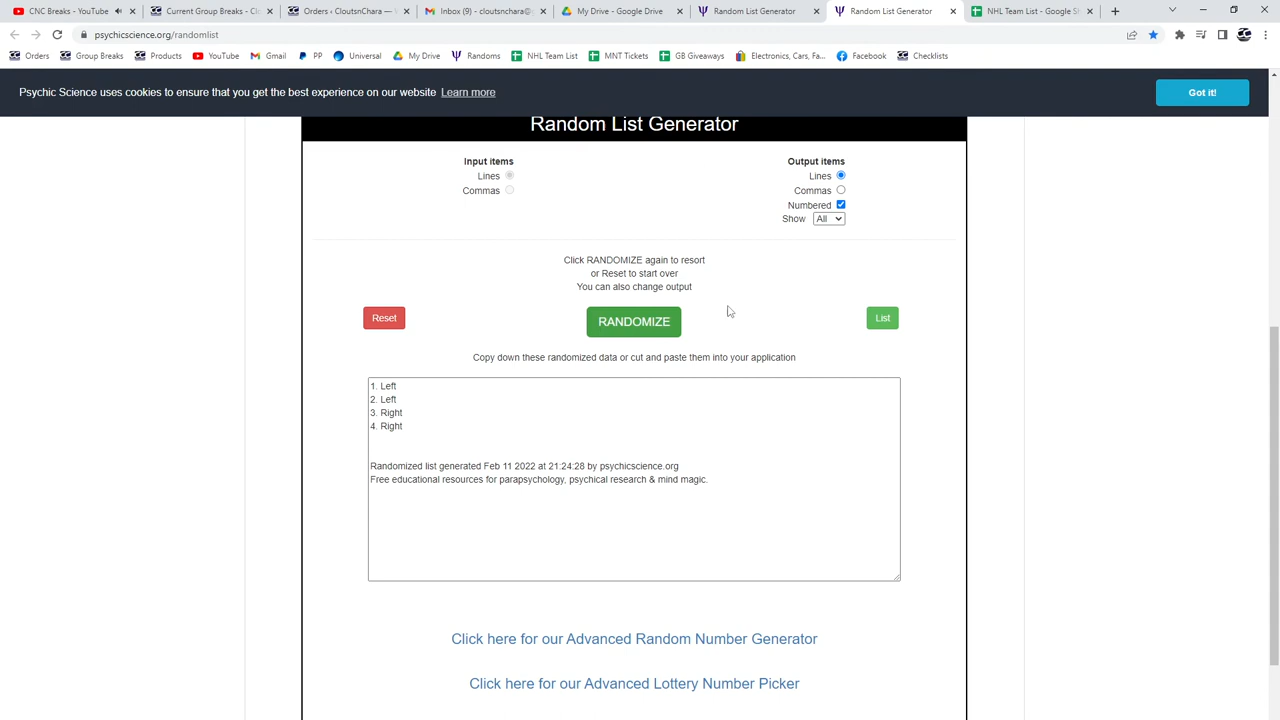 CNC Breaks - YouTube
Current Group Breaks - Cl
Orders ‹ CloutsnChara — V
Inbox (9) - cloutsnchara@g
My Drive - Google Drive
Random List Generator
Random List Generator
NHL Team List - Google Sh
psychicscience.org/randomlist
Orders
Group Breaks
Products
YouTube
Gmail
PP
Universal
My Drive
Randoms
NHL Team List
MNT Tickets
GB Giveaways
Electronics, Cars, Fa...
Facebook
Checklists
Psychic Science uses cookies to ensure that you get the best experience on our website Learn more
Got it!
Random List Generator
Input items
Lines
Commas
Output items
Lines
Commas
Numbered
Show All
Click RANDOMIZE again to resort
or Reset to start over
You can also change output
Reset
RANDOMIZE
List
Copy down these randomized data or cut and paste them into your application
1. Left
2. Left
3. Right
4. Right
Randomized list generated Feb 11 2022 at 21:24:28 by psychicscience.org
Free educational resources for parapsychology, psychical research & mind magic.
Click here for our Advanced Random Number Generator
Click here for our Advanced Lottery Number Picker